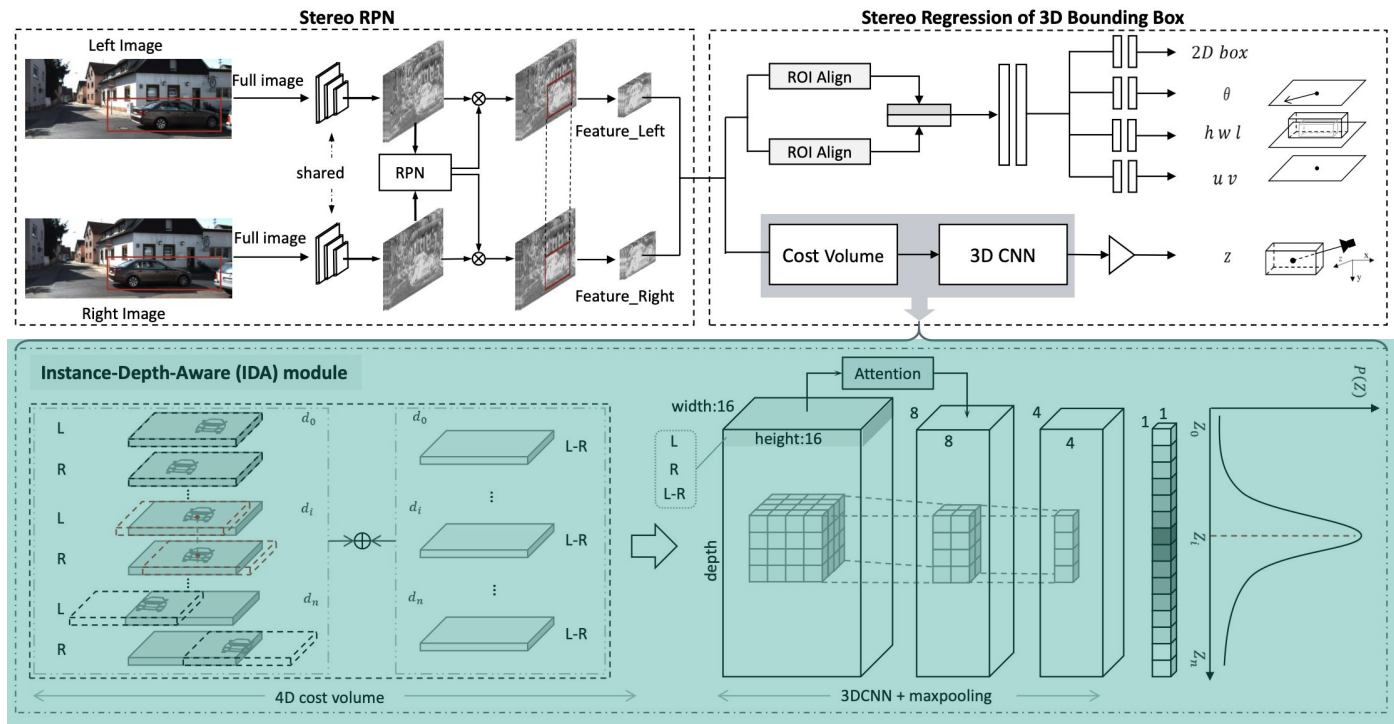 Stereo RPN
Left Image
Full image
shared
Full image
Right Image
RPN
Feature_Left
Feature_Right
Stereo Regression of 3D Bounding Box
ROI Align
ROI Align
2D box
θ
h w l
u v
Cost Volume
3D CNN
z
z
x
y
Instance-Depth-Aware (IDA) module
L
d₀
R
⋮
L
dᵢ
R
⋮
L
dₙ
R
d₀
L-R
⋮
dᵢ
L-R
⋮
dₙ
L-R
4D cost volume
Attention
width:16
height:16
L
R
L-R
depth
8
8
4
4
1
1
3DCNN + maxpooling
P(Z)
Z₀
Zᵢ
Zₙ